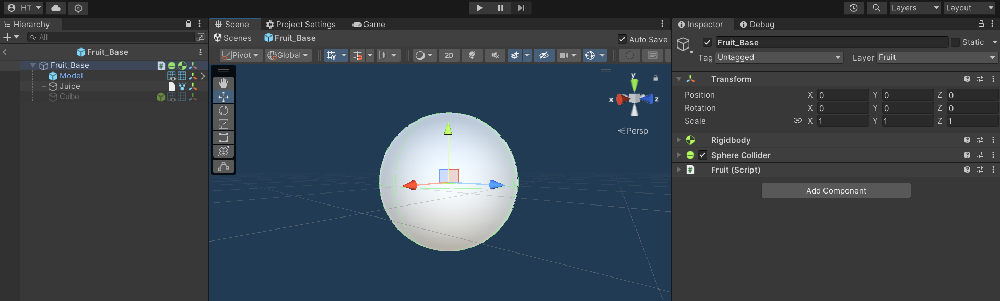 HT
Layers
Layout
Hierarchy
Scene
Project Settings
Game
Inspector
Debug
All
Scenes
Fruit_Base
Auto Save
Fruit_Base
Fruit_Base
Static
Pivot
Global
2D
Tag Untagged
Layer Fruit
Fruit_Base
Model
Juice
Cube
y
x
z
Persp
Transform
Position X 0 Y 0 Z 0
Rotation X 0 Y 0 Z 0
Scale X 1 Y 1 Z 1
Rigidbody
Sphere Collider
# Fruit (Script)
Add Component